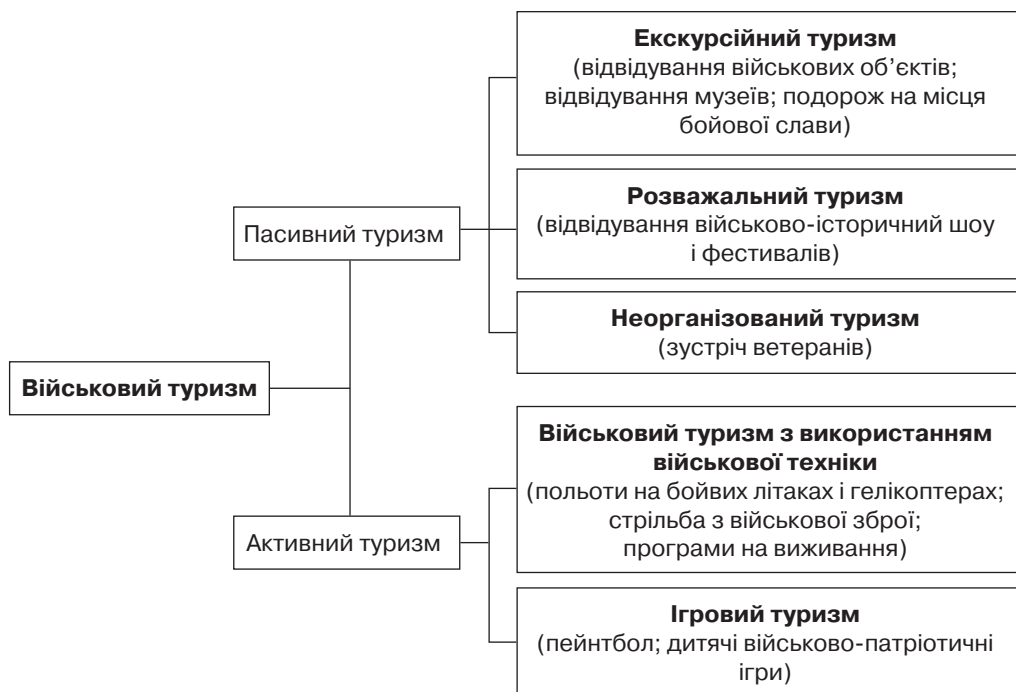 Екскурсійний туризм
(відвідування військових об’єктів;
відвідування музеїв; подорож на місця
бойової слави)
Розважальний туризм
(відвідування військово-історичний шоу
і фестивалів)
Пасивний туризм
Неорганізований туризм
(зустріч ветеранів)
Військовий туризм
Військовий туризм з використанням
військової техніки
(польоти на бойвих літаках і гелікоптерах;
стрільба з військової зброї;
програми на виживання)
Активний туризм
Ігровий туризм
(пейнтбол; дитячі військово-патріотичні
ігри)